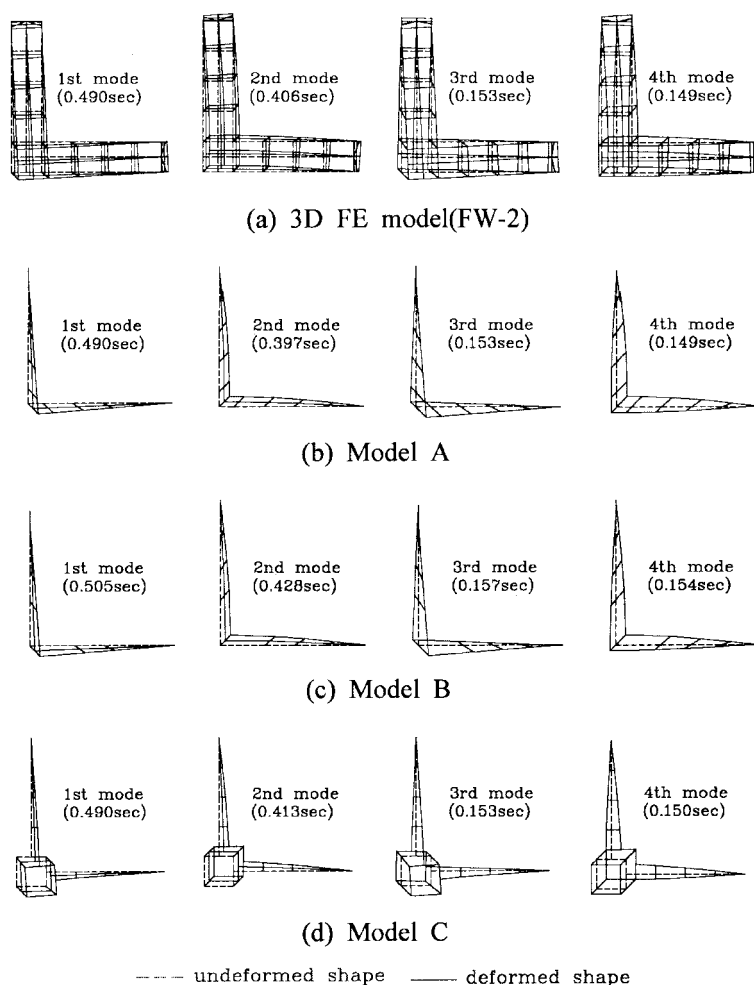 1st mode
(0.490sec)
2nd mode
(0.406sec)
3rd mode
(0.153sec)
4th mode
(0.149sec)
(a) 3D FE model(FW-2)
1st mode
(0.490sec)
2nd mode
(0.397sec)
3rd mode
(0.153sec)
4th mode
(0.149sec)
(b) Model A
1st mode
(0.505sec)
2nd mode
(0.428sec)
3rd mode
(0.157sec)
4th mode
(0.154sec)
(c) Model B
1st mode
(0.490sec)
2nd mode
(0.413sec)
3rd mode
(0.153sec)
4th mode
(0.150sec)
(d) Model C
undeformed shape
deformed shape